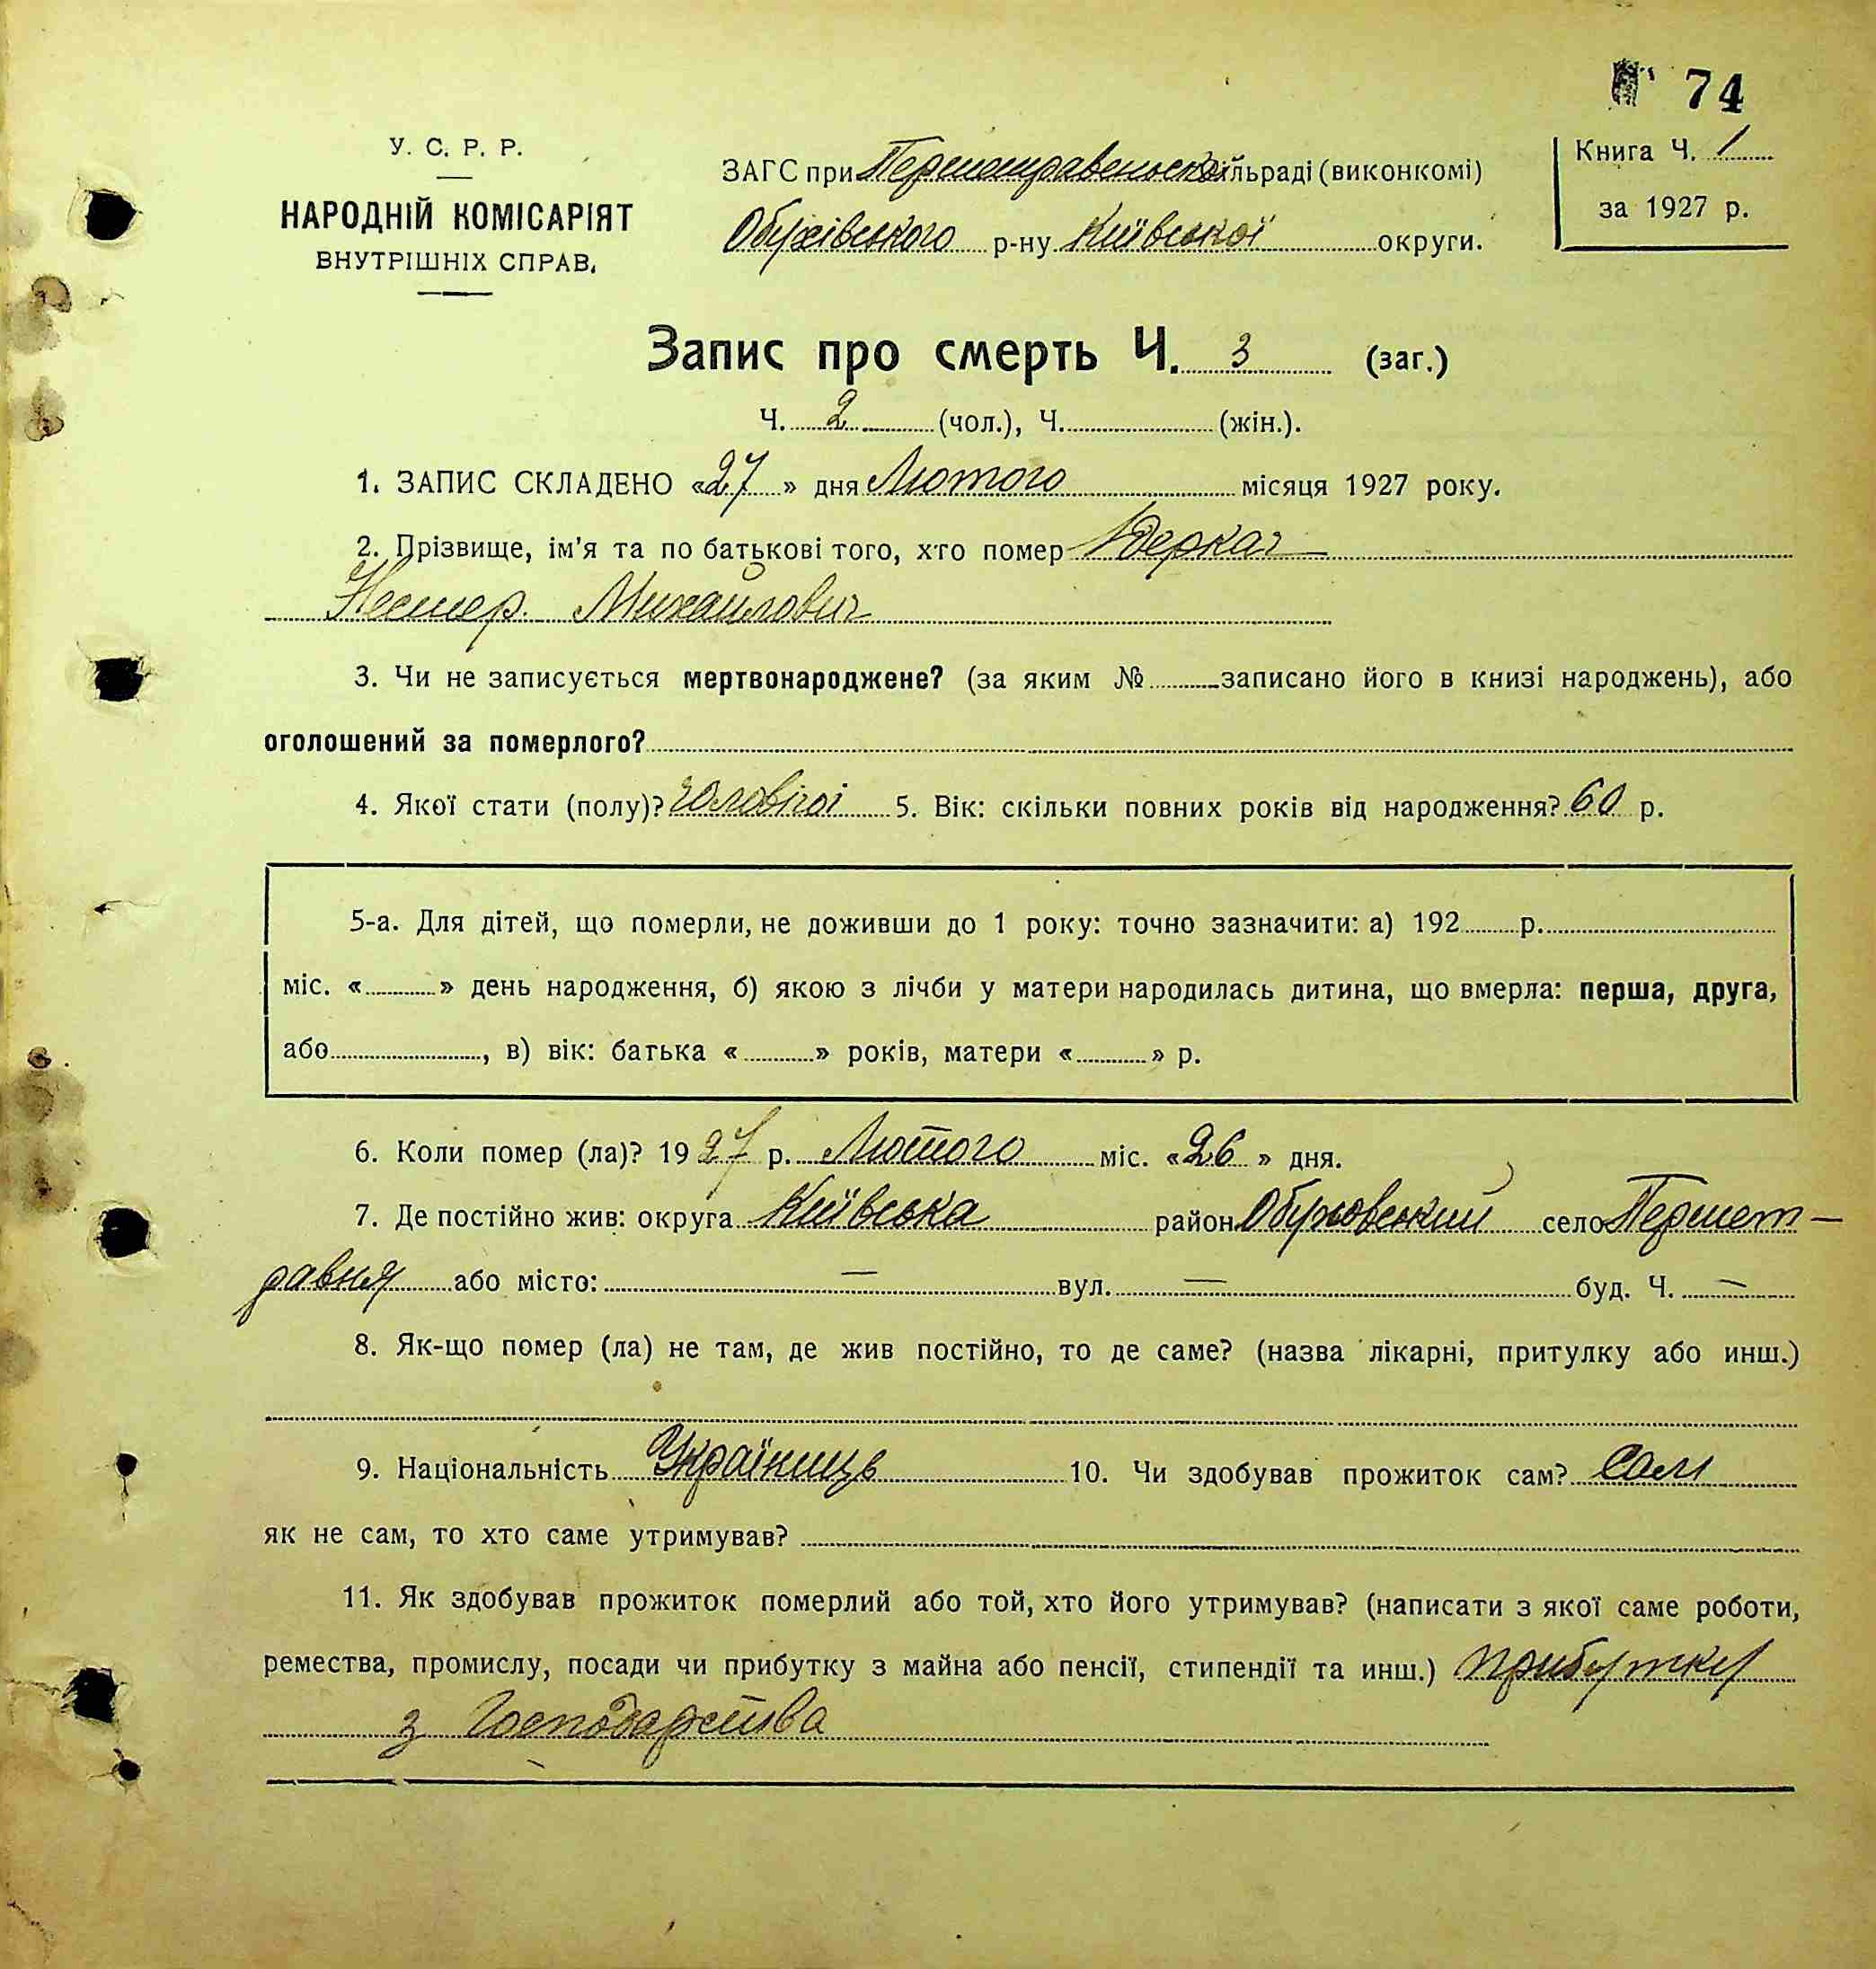 74
У. С. Р. Р.
НАРОДНІЙ КОМІСАРІЯТ
ВНУТРІШНІХ СПРАВ.
ЗАГС при Першотравенській сільраді (виконкомі)
Обухівського р-ну Київської округи.
Книга Ч. 1
за 1927 р.
Запис про смерть Ч. 3 (заг.)
Ч. 2 (чол.), Ч. (жін.).
1. ЗАПИС СКЛАДЕНО «27» дня Лютого місяця 1927 року.
2. Прізвище, ім'я та по батькові того, хто помер Деркач
Нестер Михайлович
3. Чи не записується мертвонароджене? (за яким № записано його в книзі народжень), або
оголошений за померлого?
4. Якої стати (полу)? Чоловічої 5. Вік: скільки повних років від народження? 60 р.
5-а. Для дітей, що померли, не доживши до 1 року: точно зазначити: а) 192 р.
міс. « » день народження, б) якою з лічби у матери народилась дитина, що вмерла: перша, друга,
або , в) вік: батька « » років, матери « » р.
6. Коли помер (ла)? 1927 р. Лютого міс. «26» дня.
7. Де постійно жив: округа Київська район Обуховський село Першот-
равня або місто: — вул. — буд. Ч. —
8. Як-що помер (ла) не там, де жив постійно, то де саме? (назва лікарні, притулку або инш.)
9. Національність Українць 10. Чи здобував прожиток сам? Сам
як не сам, то хто саме утримував?
11. Як здобував прожиток померлий або той, хто його утримував? (написати з якої саме роботи,
ремества, промислу, посади чи прибутку з майна або пенсії, стипендії та инш.) прибутку
з Господарства